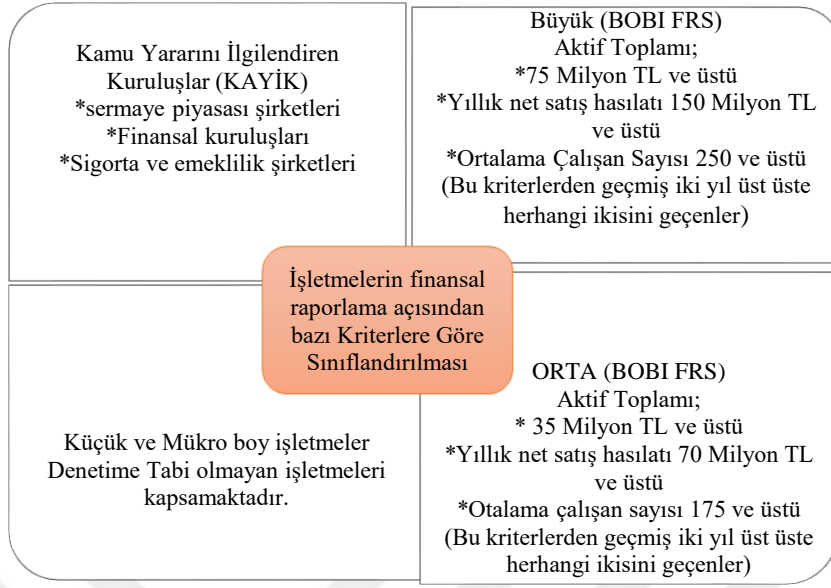 Kamu Yararını İlgilendiren
Kuruluşlar (KAYİK)
*sermaye piyasası şirketleri
*Finansal kuruluşları
*Sigorta ve emeklilik şirketleri
Büyük (BOBI FRS)
Aktif Toplamı;
*75 Milyon TL ve üstü
*Yıllık net satış hasılatı 150 Milyon TL
ve üstü
*Ortalama Çalışan Sayısı 250 ve üstü
(Bu kriterlerden geçmiş iki yıl üst üste
herhangi ikisini geçenler)
İşletmelerin finansal
raporlama açısından
bazı Kriterlere Göre
Sınıflandırılması
Küçük ve Mükro boy işletmeler
Denetime Tabi olmayan işletmeleri
kapsamaktadır.
ORTA (BOBI FRS)
Aktif Toplamı;
* 35 Milyon TL ve üstü
*Yıllık net satış hasılatı 70 Milyon TL
ve üstü
*Otalama çalışan sayısı 175 ve üstü
(Bu kriterlerden geçmiş iki yıl üst üste
herhangi ikisini geçenler)